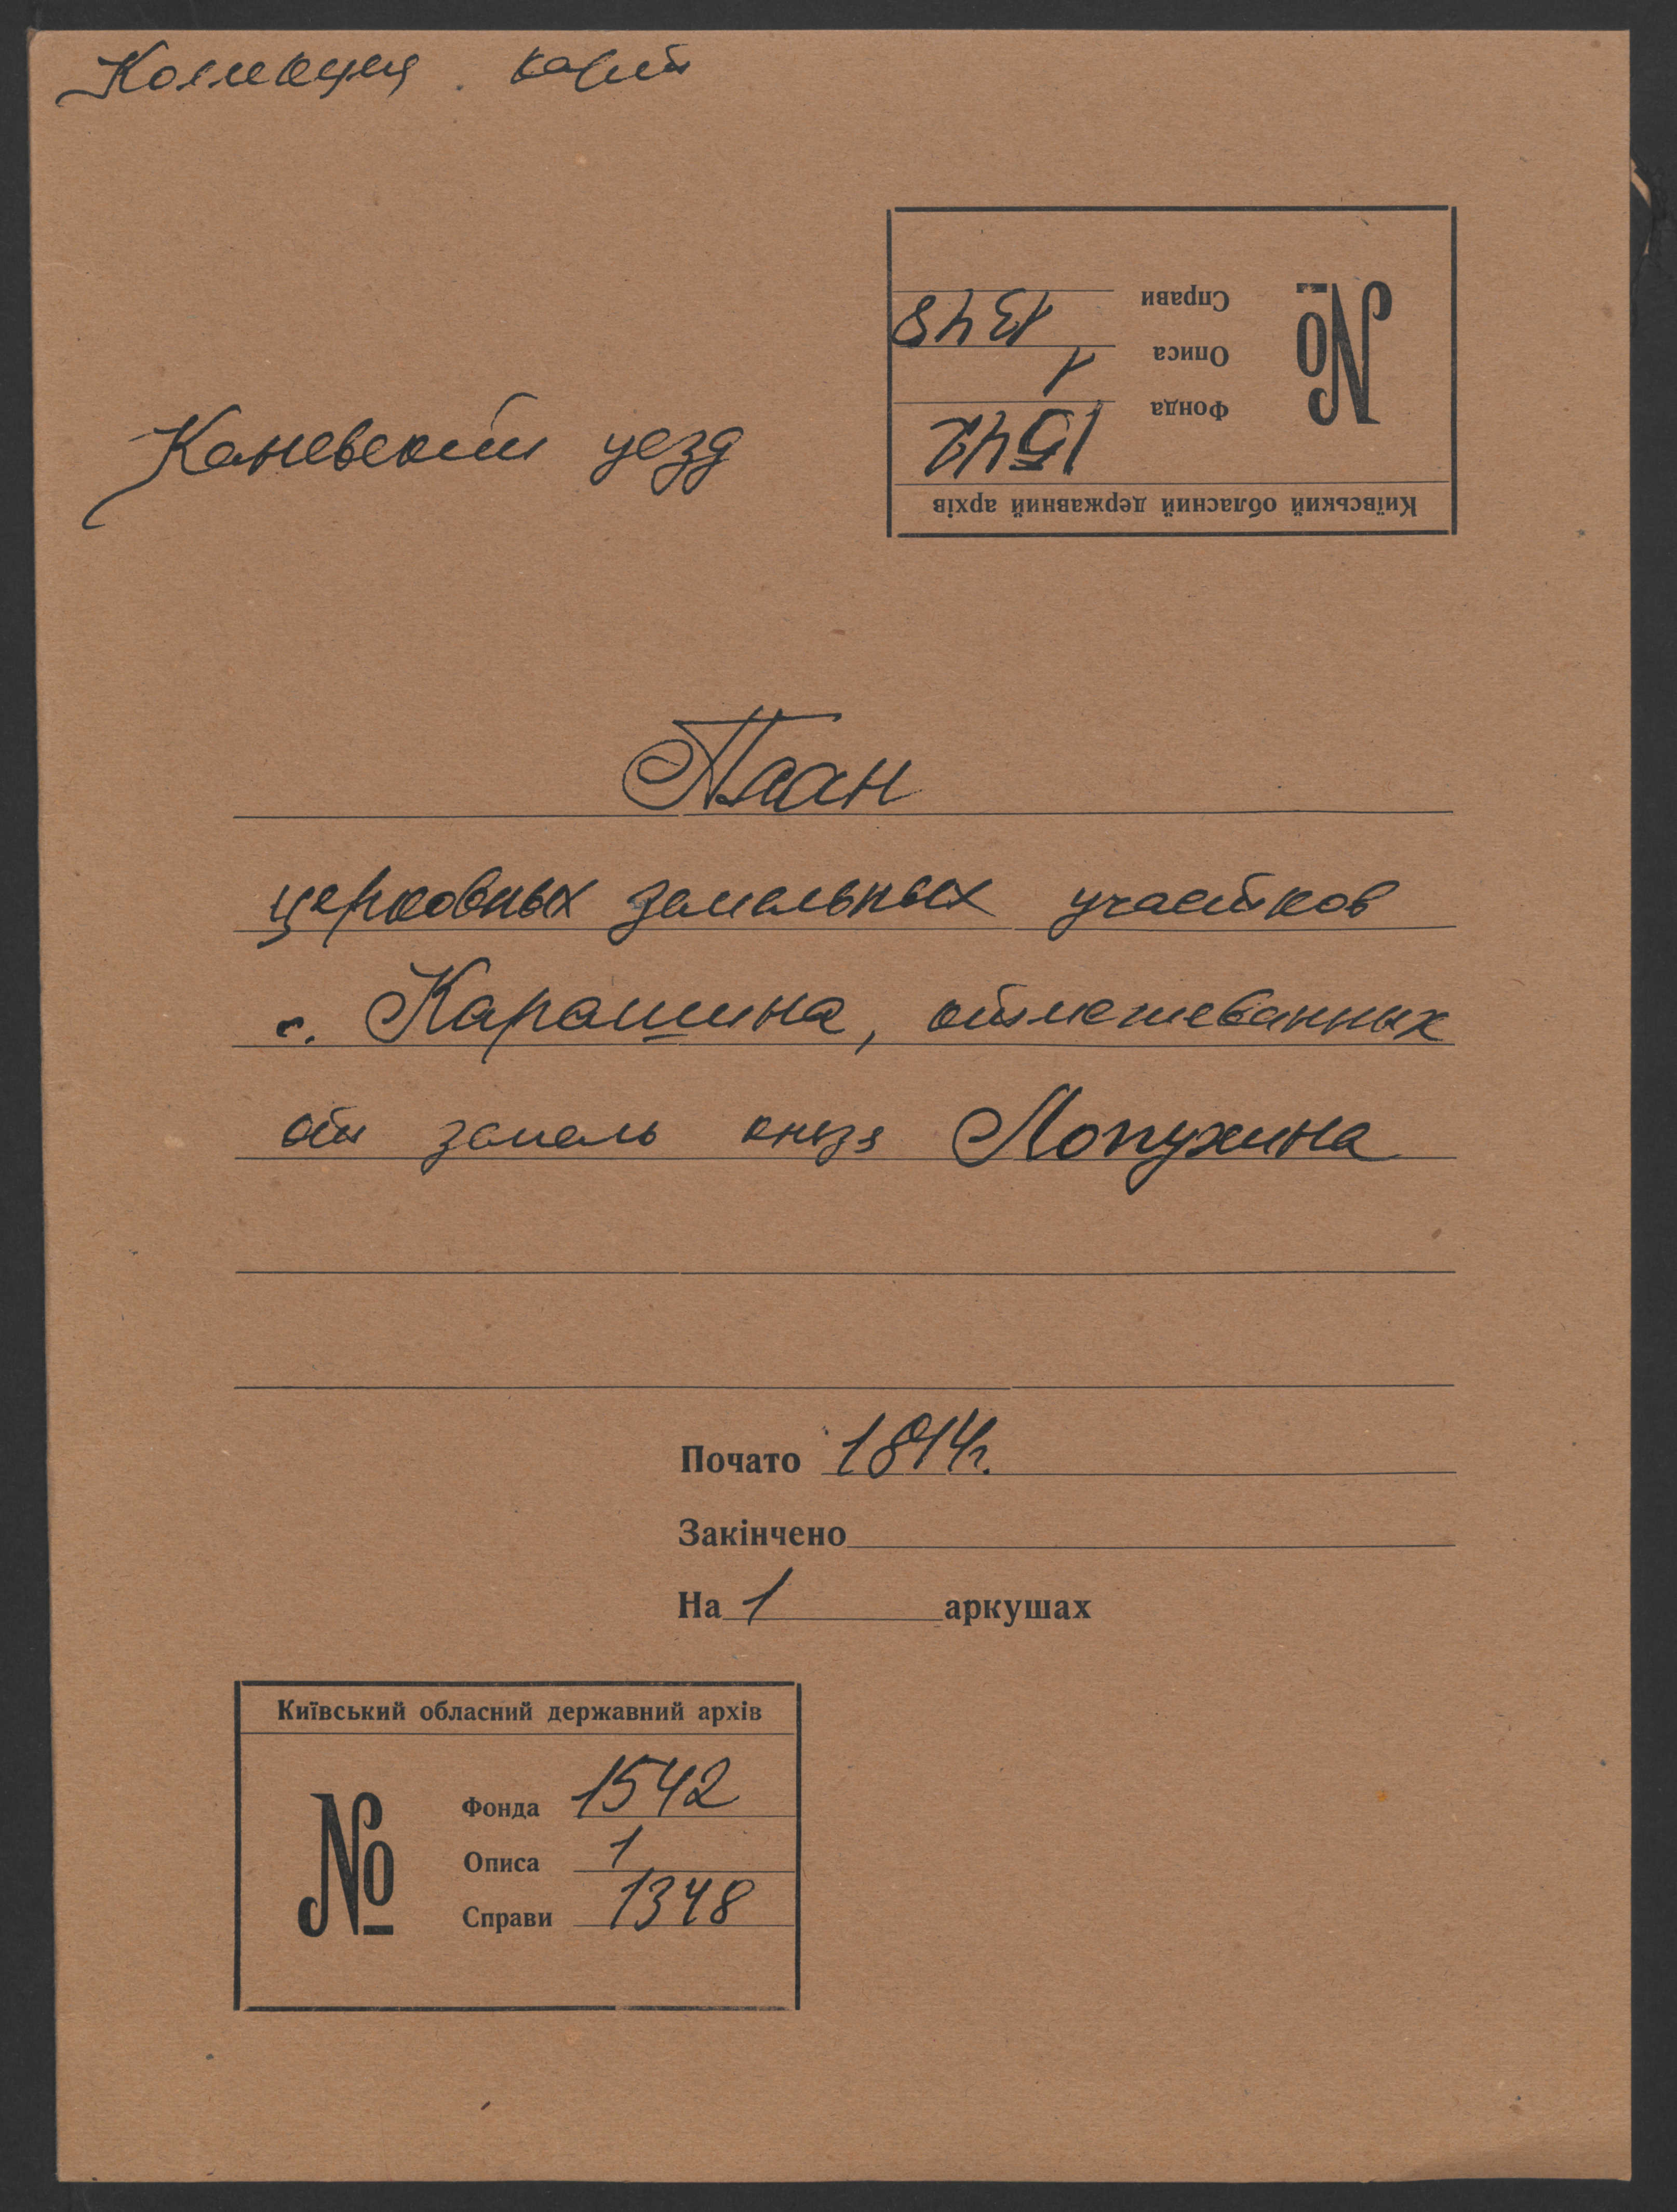 Коллекция карт
Каневский уезд
Київський обласний державний архів
№
Фонда 1542
Описа 1
Справи 1348
План
церковных земельных участков
с. Карашина, отмежеванных
от земель князя Лопухина
Почато 1814г.
Закінчено
На 1 аркушах
Київський обласний державний архів
№
Фонда 1542
Описа 1
Справи 1348